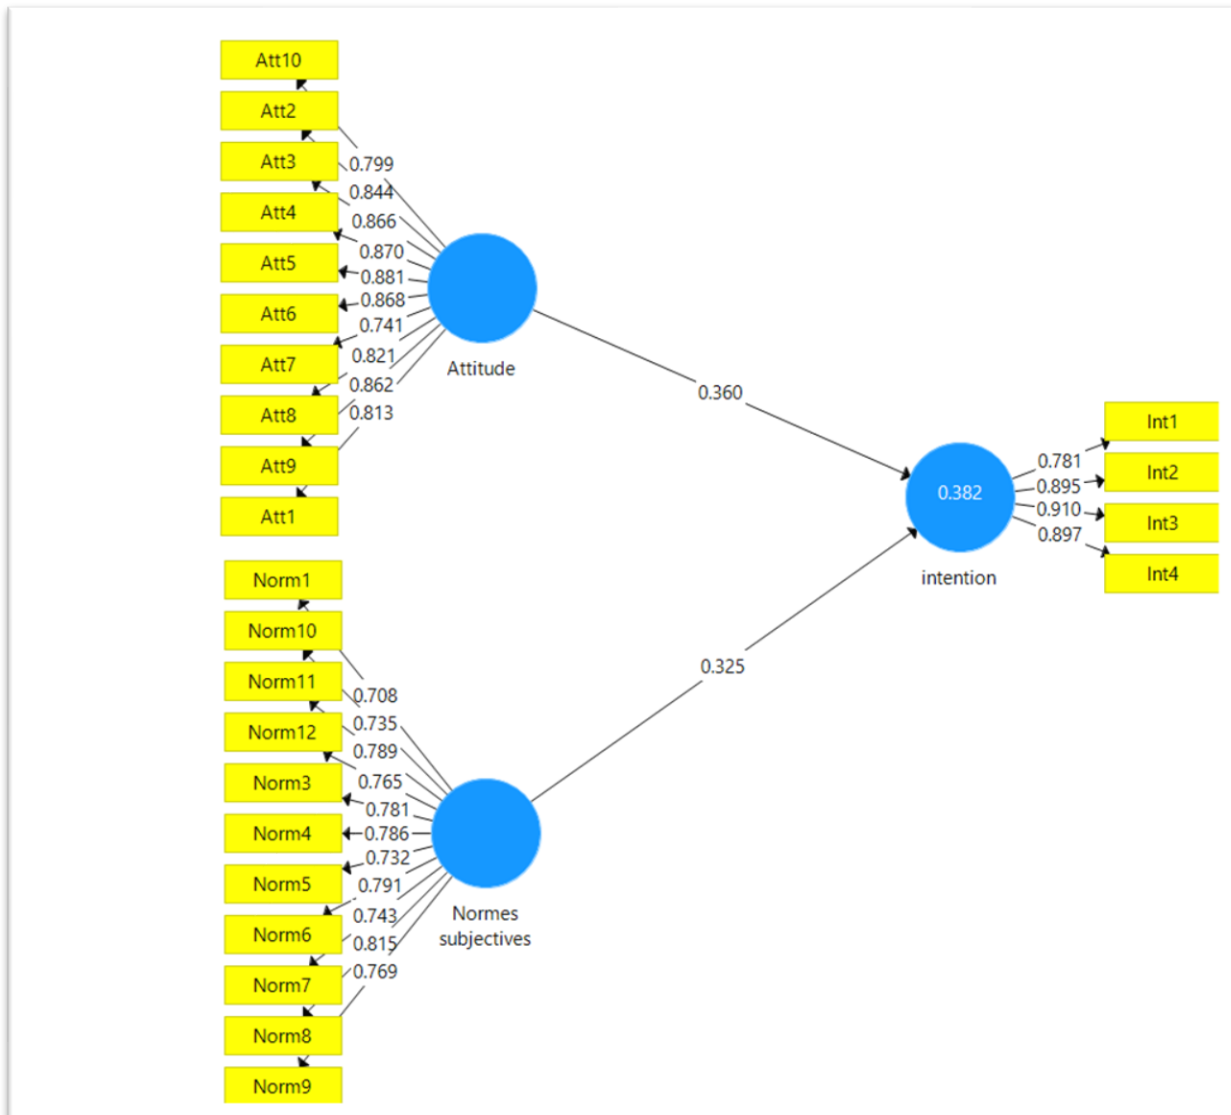 Att10
Att2
Att3
Att4
Att5
Att6
Att7
Att8
Att9
Att1
0.799
0.844
0.866
0.870
0.881
0.868
0.741
0.821
0.862
0.813
Attitude
0.360
Norm1
Norm10
Norm11
Norm12
Norm3
Norm4
Norm5
Norm6
Norm7
Norm8
Norm9
0.708
0.735
0.789
0.765
0.781
0.786
0.732
0.791
0.743
0.815
0.769
Normes
subjectives
0.325
0.382
intention
0.781
0.895
0.910
0.897
Int1
Int2
Int3
Int4